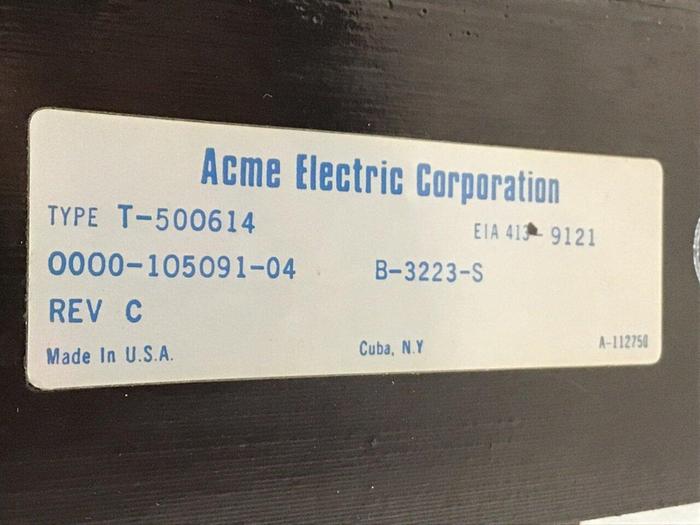 Acme Electric Corporation
TYPE T-500614 EIA 413- 9121
0000-105091-04 B-3223-S
REV C
Made In U.S.A. Cuba, N.Y A-112750